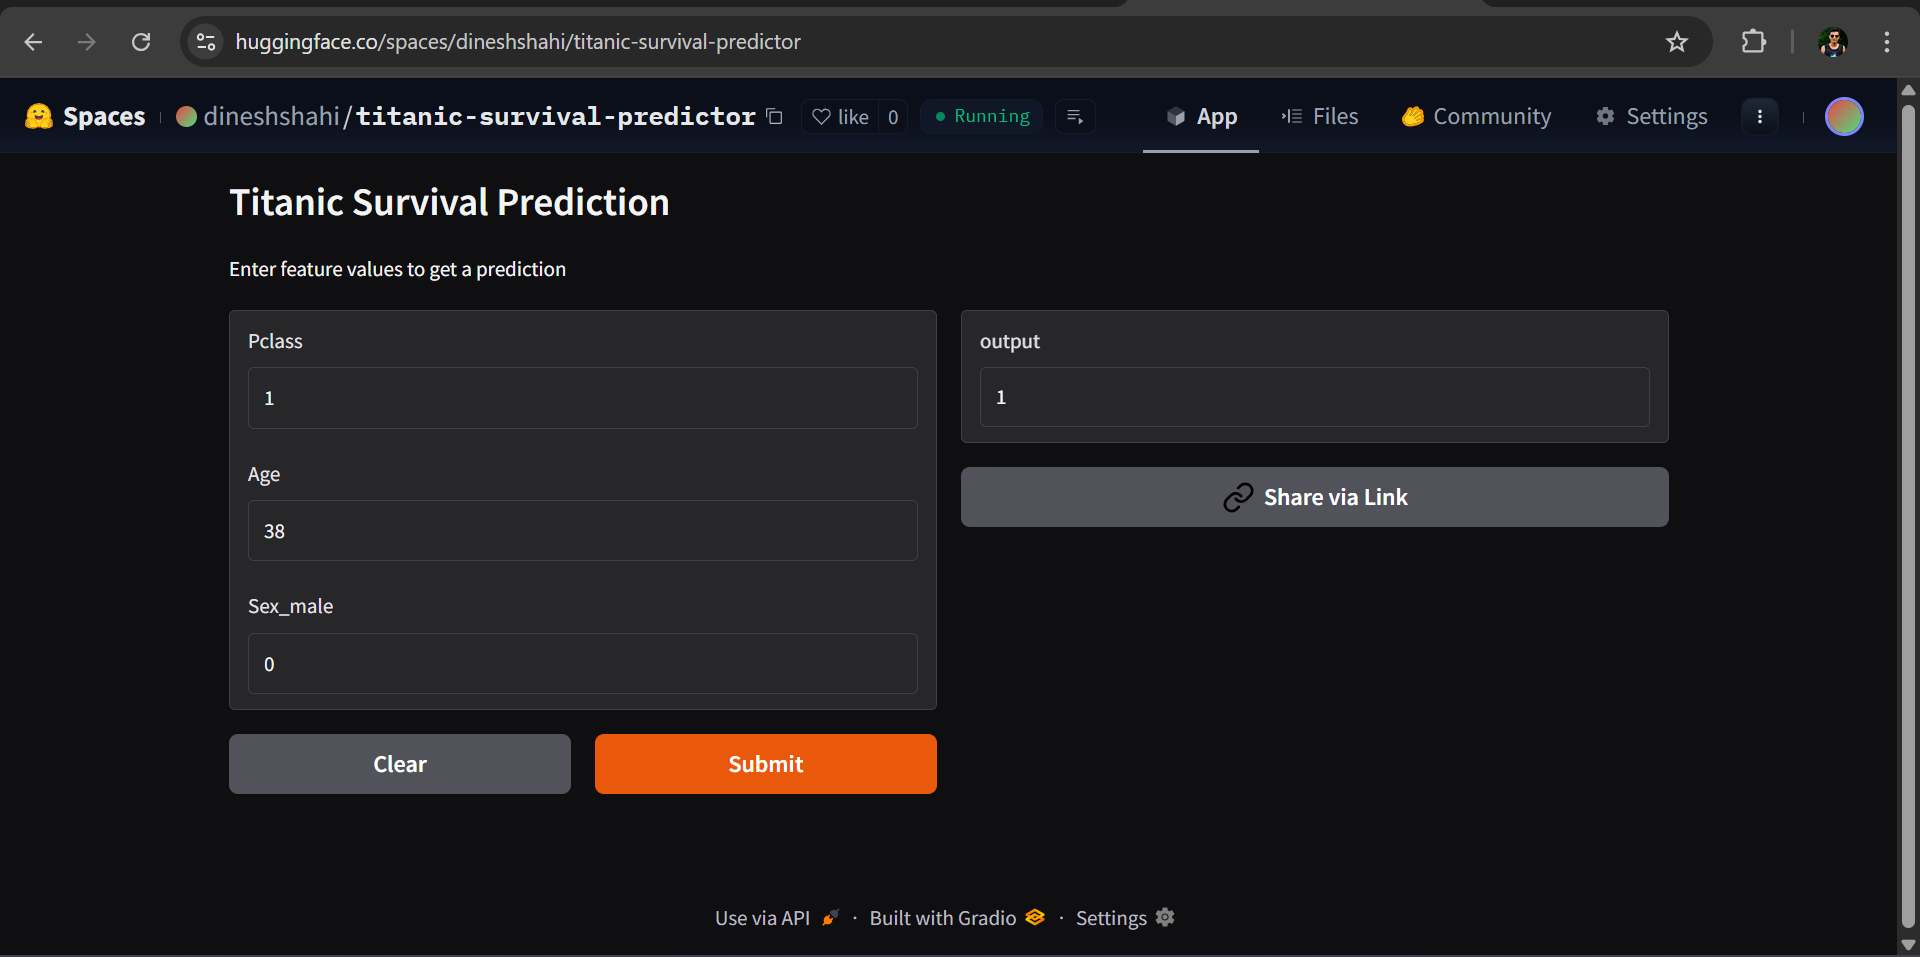 huggingface.co/spaces/dineshshahi/titanic-survival-predictor
Spaces dineshshahi/titanic-survival-predictor like 0 Running App Files Community Settings
Titanic Survival Prediction
Enter feature values to get a prediction
Pclass
1
Age
38
Sex_male
0
Clear Submit
output
1
Share via Link
Use via API · Built with Gradio · Settings